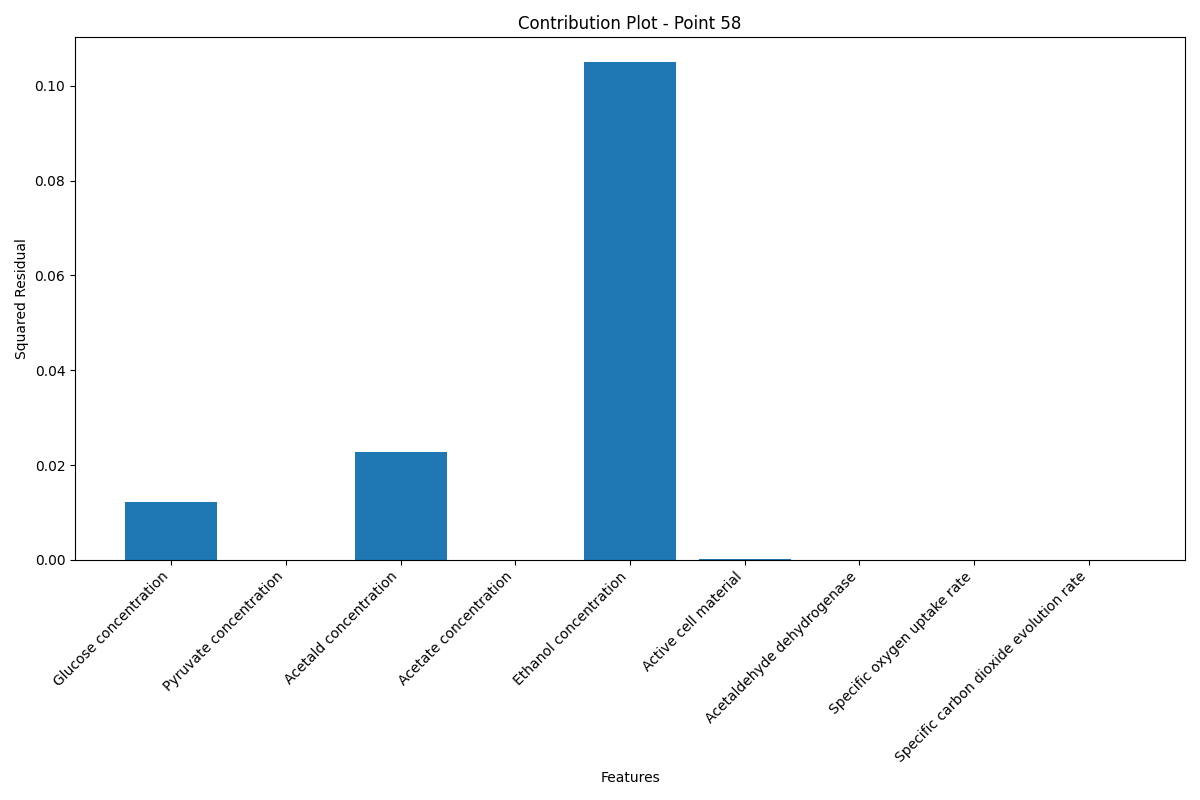 Contribution Plot - Point 58
Squared Residual
0.10
0.08
0.06
0.04
0.02
0.00
Glucose concentration
Pyruvate concentration
Acetald concentration
Acetate concentration
Ethanol concentration
Active cell material
Acetaldehyde dehydrogenase
Specific oxygen uptake rate
Specific carbon dioxide evolution rate
Features